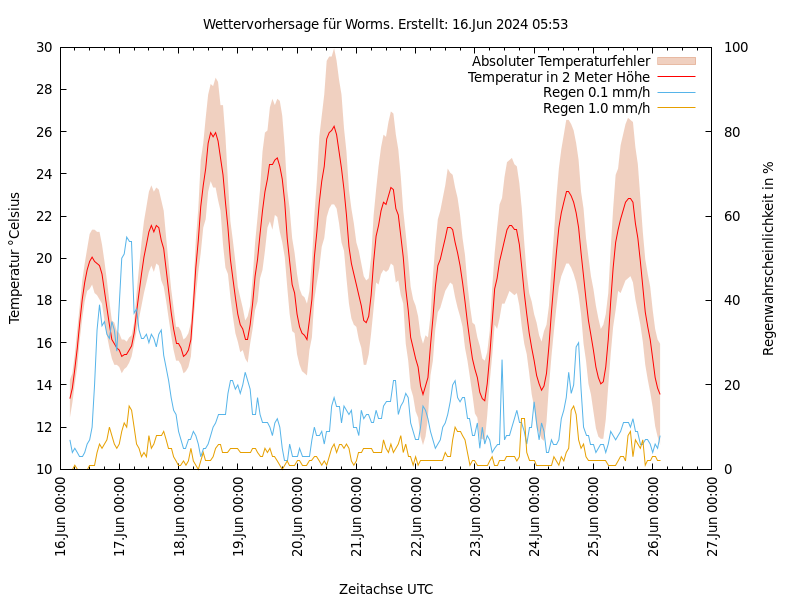 Wettervorhersage für Worms. Erstellt: 16.Jun 2024 05:53
Absoluter Temperaturfehler
Temperatur in 2 Meter Höhe
Regen 0.1 mm/h
Regen 1.0 mm/h
Temperatur °Celsius
30
28
26
24
22
20
18
16
14
12
10
100
80
60
40
20
0
Regenwahrscheinlichkeit in %
16.Jun 00:00
17.Jun 00:00
18.Jun 00:00
19.Jun 00:00
20.Jun 00:00
21.Jun 00:00
22.Jun 00:00
23.Jun 00:00
24.Jun 00:00
25.Jun 00:00
26.Jun 00:00
27.Jun 00:00
Zeitachse UTC